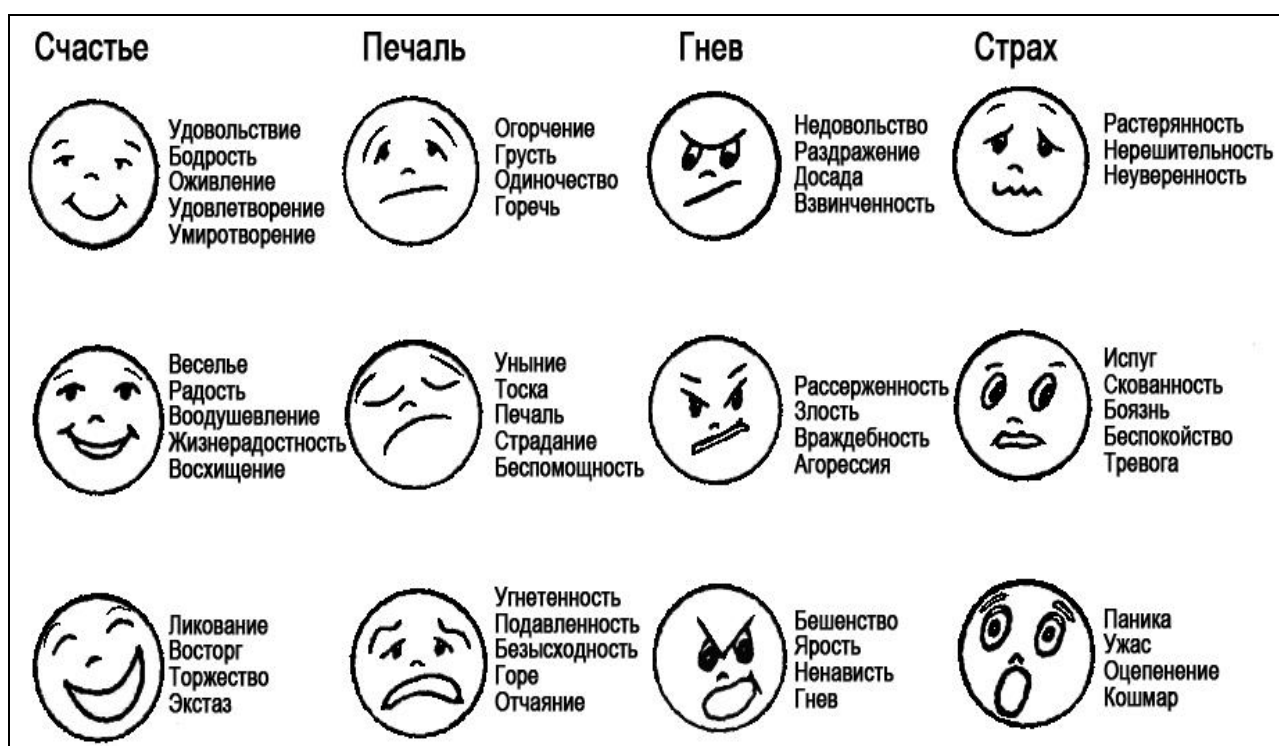 Счастье
Печаль
Гнев
Страх
Удовольствие
Бодрость
Оживление
Удовлетворение
Умиротворение
Огорчение
Грусть
Одиночество
Горечь
Недовольство
Раздражение
Досада
Взвинченность
Растерянность
Нерешительность
Неуверенность
Веселье
Радость
Воодушевление
Жизнерадостность
Восхищение
Уныние
Тоска
Печаль
Страдание
Беспомощность
Рассерженность
Злость
Враждебность
Агорессия
Испуг
Скованность
Боязнь
Беспокойство
Тревога
Ликование
Восторг
Торжество
Экстаз
Угнетенность
Подавленность
Безысходность
Горе
Отчаяние
Бешенство
Ярость
Ненависть
Гнев
Паника
Ужас
Оцепенение
Кошмар